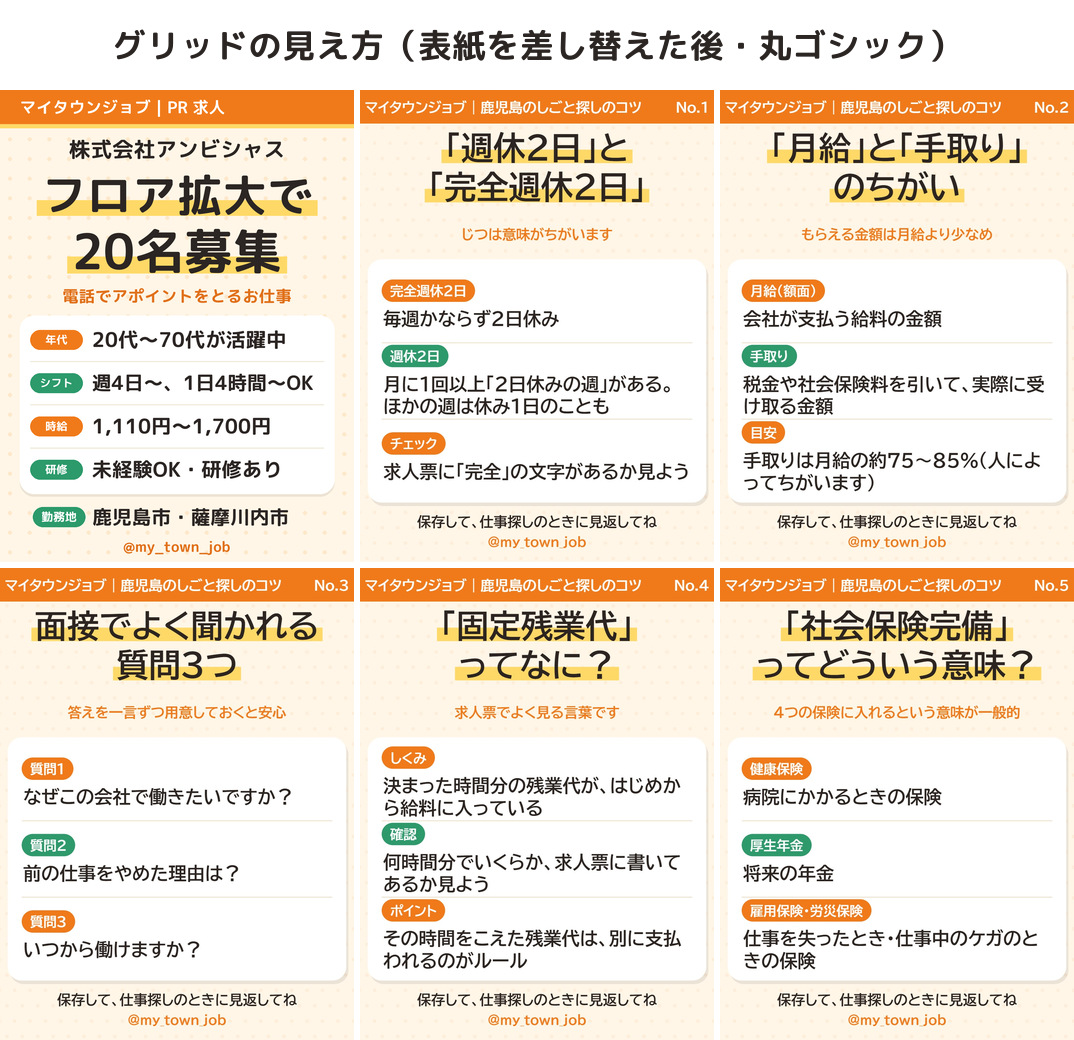 グリッドの見え方（表紙を差し替えた後・丸ゴシック）
マイタウンジョブ | PR 求人
株式会社アンビシャス
フロア拡大で
20名募集
電話でアポイントをとるお仕事
年代 20代〜70代が活躍中
シフト 週4日〜、1日4時間〜OK
時給 1,110円〜1,700円
研修 未経験OK・研修あり
勤務地 鹿児島市・薩摩川内市
@my_town_job
マイタウンジョブ｜鹿児島のしごと探しのコツ No.1
「週休2日」と
「完全週休2日」
じつは意味がちがいます
完全週休2日
毎週かならず2日休み
週休2日
月に1回以上「2日休みの週」がある。
ほかの週は休み1日のことも
チェック
求人票に「完全」の文字があるか見よう
保存して、仕事探しのときに見返してね
@my_town_job
マイタウンジョブ｜鹿児島のしごと探しのコツ No.2
「月給」と「手取り」
のちがい
もらえる金額は月給より少なめ
月給（額面）
会社が支払う給料の金額
手取り
税金や社会保険料を引いて、実際に受
け取る金額
目安
手取りは月給の約75〜85%（人によ
ってちがいます）
保存して、仕事探しのときに見返してね
@my_town_job
マイタウンジョブ｜鹿児島のしごと探しのコツ No.3
面接でよく聞かれる
質問3つ
答えを一言ずつ用意しておくと安心
質問1
なぜこの会社で働きたいですか？
質問2
前の仕事をやめた理由は？
質問3
いつから働けますか？
保存して、仕事探しのときに見返してね
@my_town_job
マイタウンジョブ｜鹿児島のしごと探しのコツ No.4
「固定残業代」
ってなに？
求人票でよく見る言葉です
しくみ
決まった時間分の残業代が、はじめか
ら給料に入っている
確認
何時間分でいくらか、求人票に書いて
あるか見よう
ポイント
その時間をこえた残業代は、別に支払
われるのがルール
保存して、仕事探しのときに見返してね
@my_town_job
マイタウンジョブ｜鹿児島のしごと探しのコツ No.5
「社会保険完備」
ってどういう意味？
4つの保険に入れるという意味が一般的
健康保険
病院にかかるときの保険
厚生年金
将来の年金
雇用保険・労災保険
仕事を失ったとき・仕事中のケガのと
きの保険
保存して、仕事探しのときに見返してね
@my_town_job